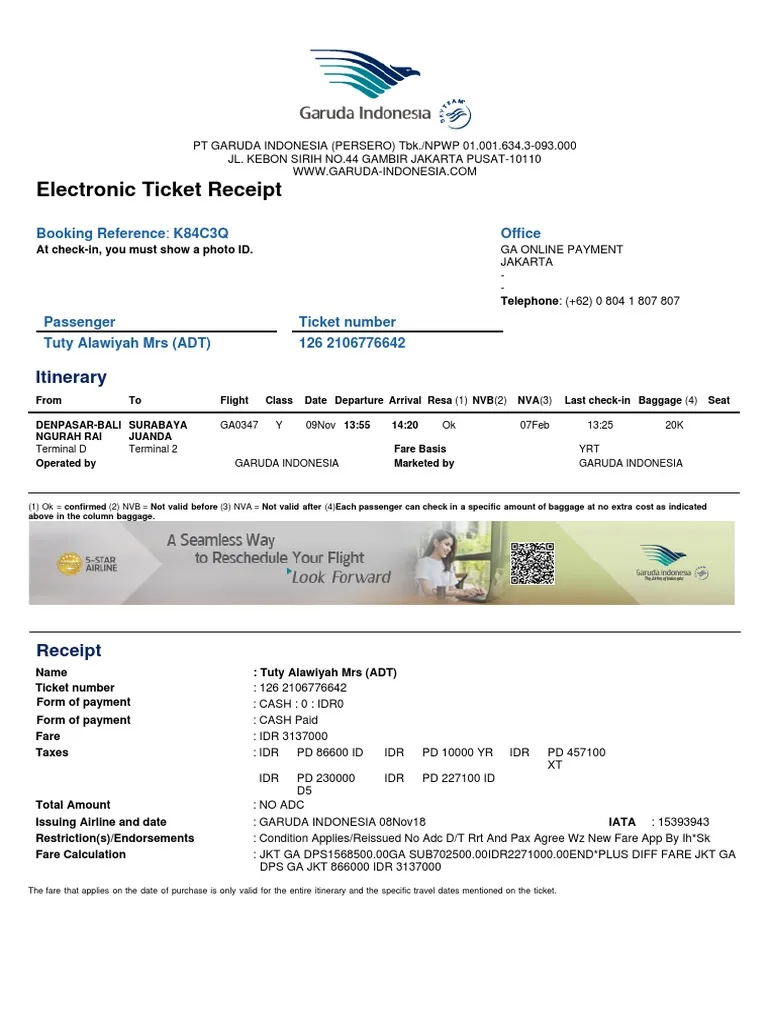 Garuda Indonesia
SKYTEAM
PT GARUDA INDONESIA (PERSERO) Tbk./NPWP 01.001.634.3-093.000
JL. KEBON SIRIH NO.44 GAMBIR JAKARTA PUSAT-10110
WWW.GARUDA-INDONESIA.COM
Electronic Ticket Receipt
Booking Reference: K84C3Q
At check-in, you must show a photo ID.
Office
GA ONLINE PAYMENT
JAKARTA
-
-
Telephone: (+62) 0 804 1 807 807
Passenger Ticket number
Tuty Alawiyah Mrs (ADT) 126 2106776642
Itinerary
From To Flight Class Date Departure Arrival Resa (1) NVB(2) NVA(3) Last check-in Baggage (4) Seat
DENPASAR-BALI SURABAYA GA0347 Y 09Nov 13:55 14:20 Ok 07Feb 13:25 20K
NGURAH RAI JUANDA
Terminal D Terminal 2 Fare Basis YRT
Operated by GARUDA INDONESIA Marketed by GARUDA INDONESIA
(1) Ok = confirmed (2) NVB = Not valid before (3) NVA = Not valid after (4)Each passenger can check in a specific amount of baggage at no extra cost as indicated
above in the column baggage.
5-STAR
AIRLINE
A Seamless Way
to Reschedule Your Flight
Look Forward
Garuda Indonesia
The Airline of Indonesia
Receipt
Name : Tuty Alawiyah Mrs (ADT)
Ticket number : 126 2106776642
Form of payment : CASH : 0 : IDR0
Form of payment : CASH Paid
Fare : IDR 3137000
Taxes : IDR PD 86600 ID IDR PD 10000 YR IDR PD 457100
XT
IDR PD 230000 IDR PD 227100 ID
D5
Total Amount : NO ADC
Issuing Airline and date : GARUDA INDONESIA 08Nov18 IATA : 15393943
Restriction(s)/Endorsements : Condition Applies/Reissued No Adc D/T Rrt And Pax Agree Wz New Fare App By Ih*Sk
Fare Calculation : JKT GA DPS1568500.00GA SUB702500.00IDR2271000.00END*PLUS DIFF FARE JKT GA
DPS GA JKT 866000 IDR 3137000
The fare that applies on the date of purchase is only valid for the entire itinerary and the specific travel dates mentioned on the ticket.